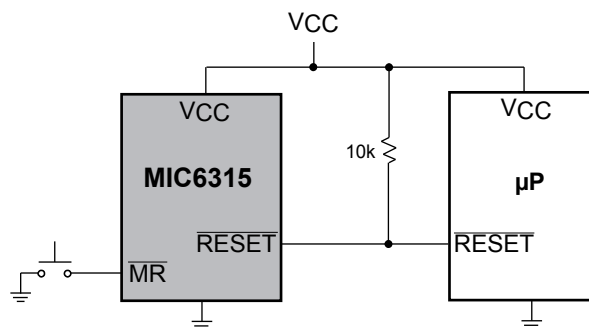 VCC
VCC
VCC
10k
MIC6315
µP
RESET
RESET
MR